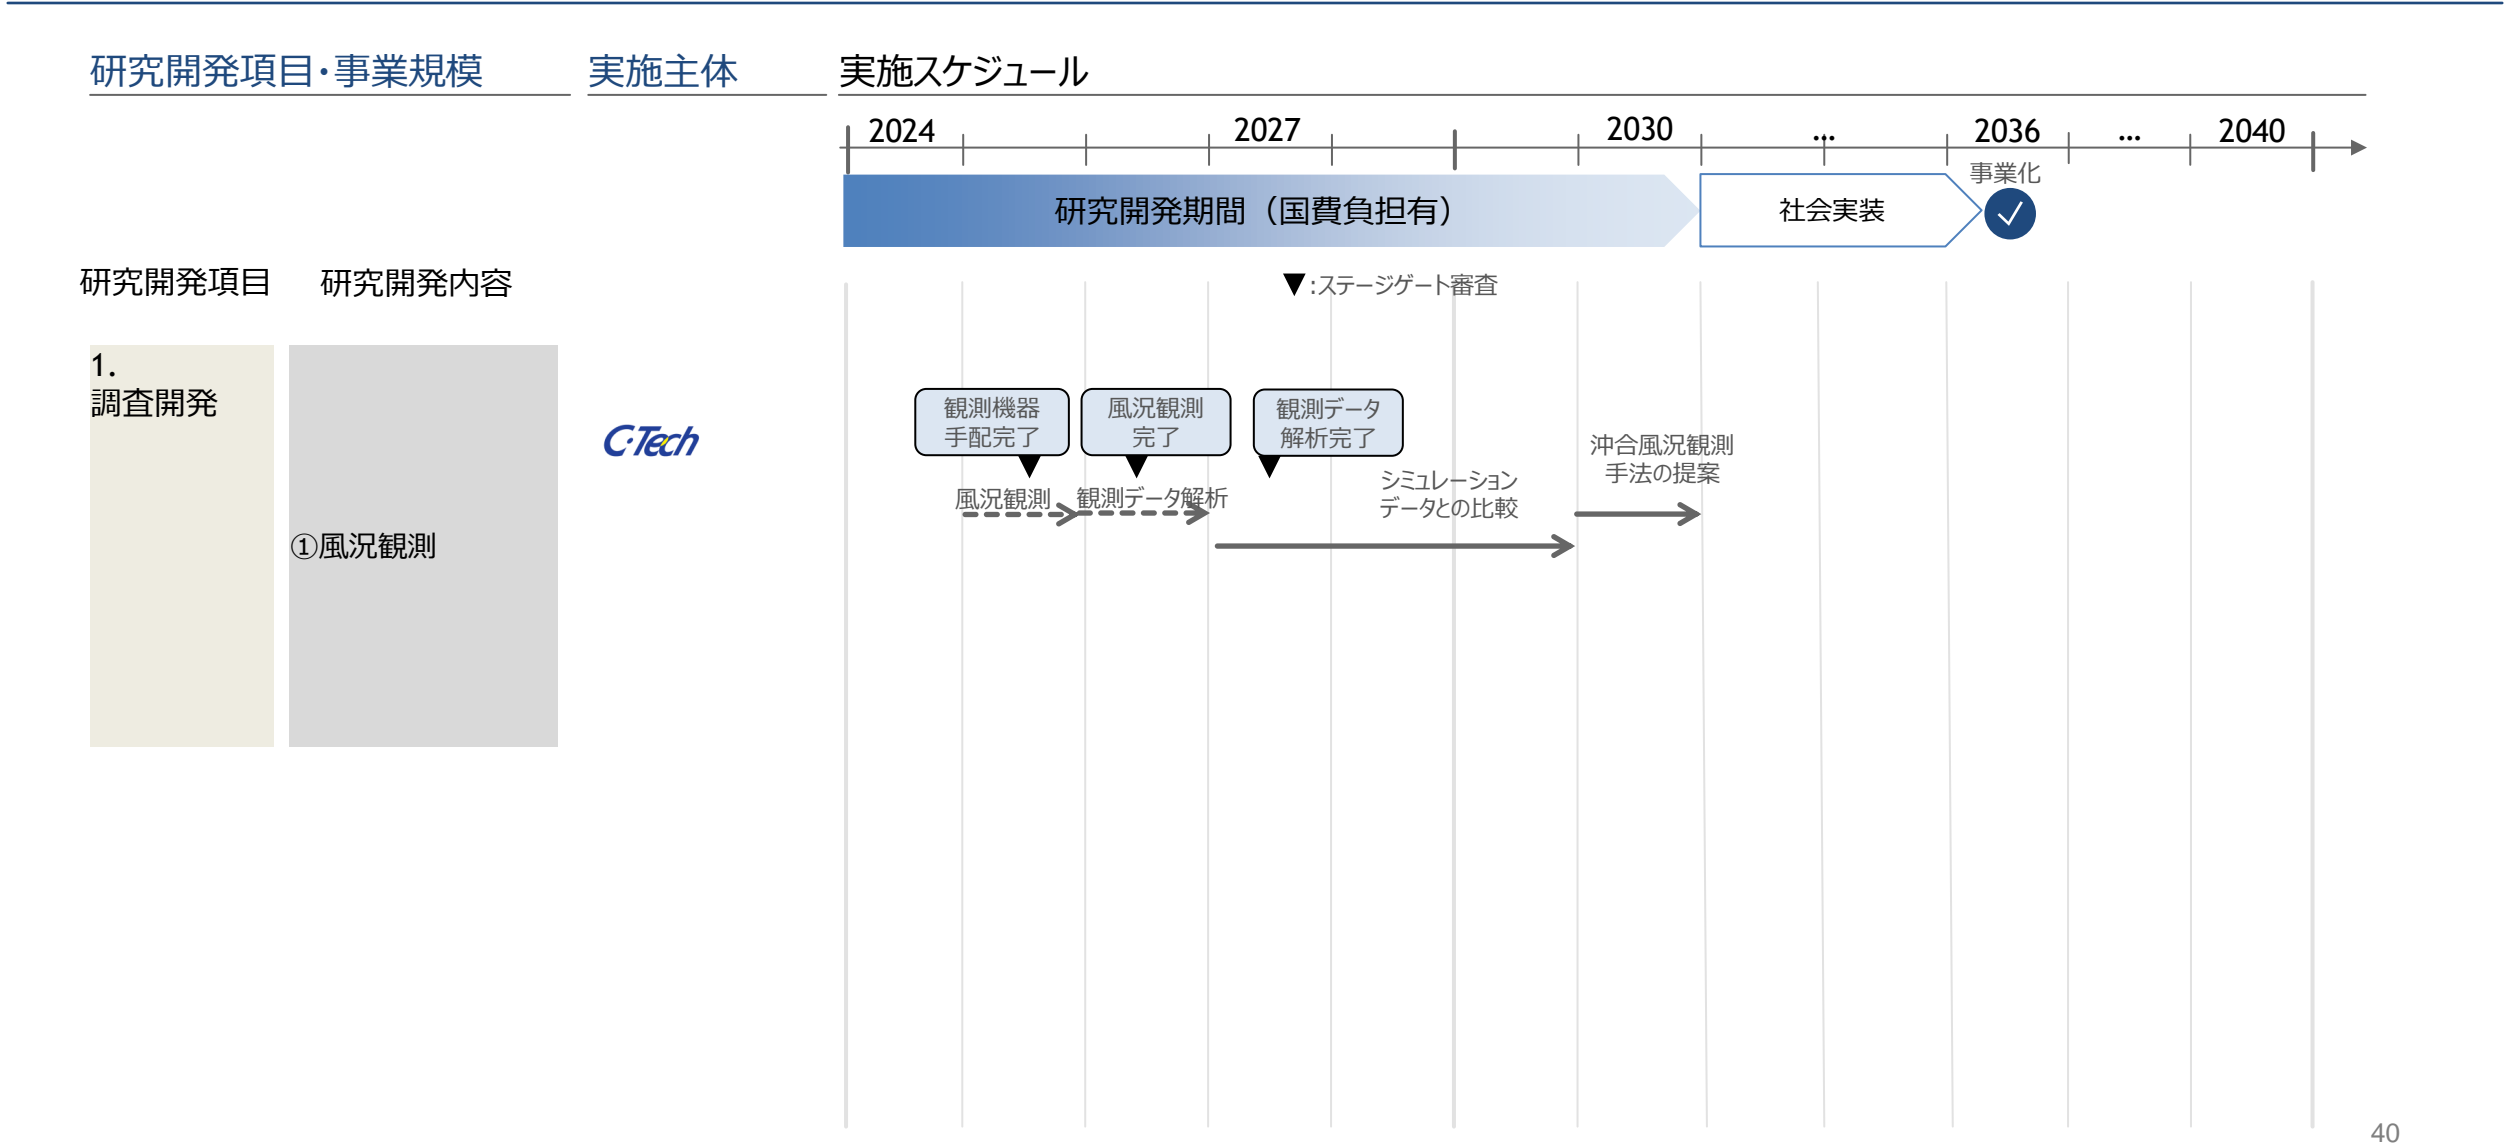 研究開発項目・事業規模
実施主体
実施スケジュール
2024
2027
2030
…
2036
…
2040
事業化
研究開発期間（国費負担有）
社会実装
研究開発項目
研究開発内容
▼:ステージゲート審査
1.
調査開発
観測機器
手配完了
風況観測
完了
観測データ
解析完了
C-Tech
沖合風況観測
手法の提案
シミュレーション
データとの比較
風況観測
観測データ解析
①風況観測
40